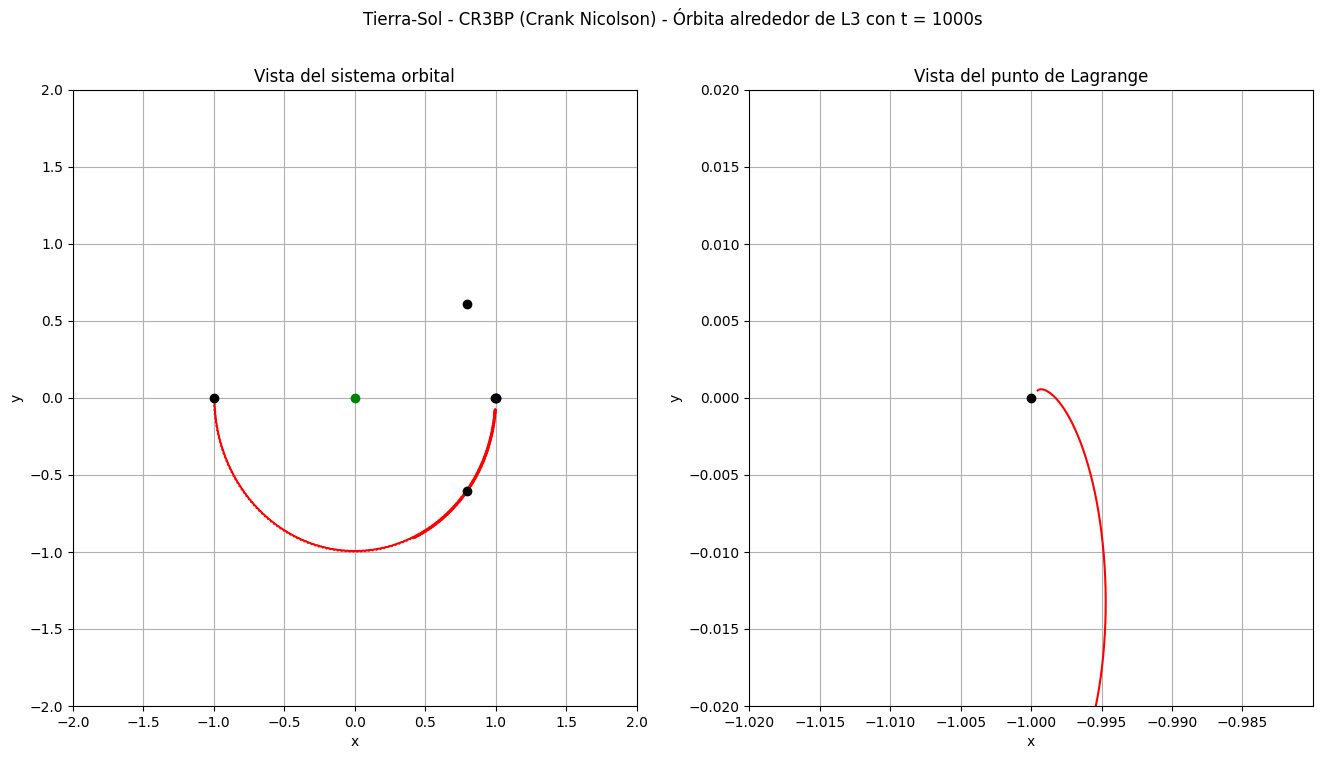 Tierra-Sol - CR3BP (Crank Nicolson) - Órbita alrededor de L3 con t = 1000s
Vista del sistema orbital
2.0
1.5
1.0
0.5
0.0
−0.5
−1.0
−1.5
−2.0
y
−2.0 −1.5 −1.0 −0.5 0.0 0.5 1.0 1.5 2.0
x
Vista del punto de Lagrange
0.020
0.015
0.010
0.005
0.000
−0.005
−0.010
−0.015
−0.020
y
−1.020 −1.015 −1.010 −1.005 −1.000 −0.995 −0.990 −0.985
x